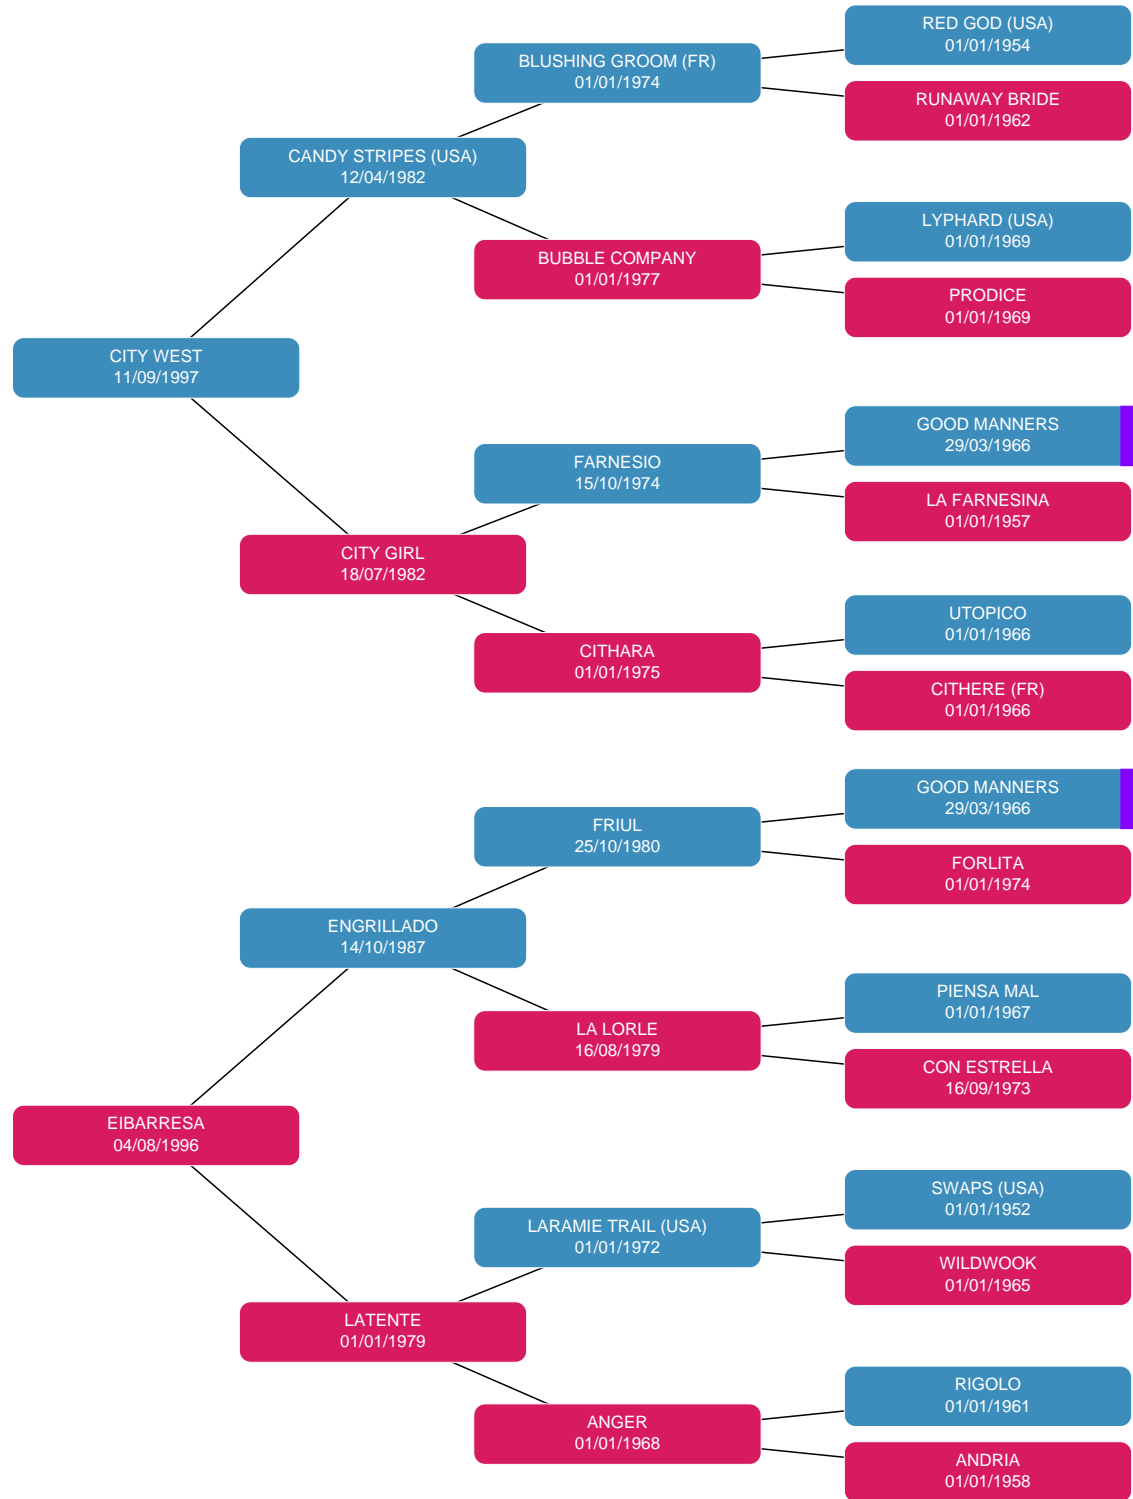 RED GOD (USA)
01/01/1954
BLUSHING GROOM (FR)
01/01/1974
RUNAWAY BRIDE
01/01/1962
CANDY STRIPES (USA)
12/04/1982
LYPHARD (USA)
01/01/1969
BUBBLE COMPANY
01/01/1977
PRODICE
01/01/1969
CITY WEST
11/09/1997
GOOD MANNERS
29/03/1966
FARNESIO
15/10/1974
LA FARNESINA
01/01/1957
CITY GIRL
18/07/1982
UTOPICO
01/01/1966
CITHARA
01/01/1975
CITHERE (FR)
01/01/1966
GOOD MANNERS
29/03/1966
FRIUL
25/10/1980
FORLITA
01/01/1974
ENGRILLADO
14/10/1987
PIENSA MAL
01/01/1967
LA LORLE
16/08/1979
CON ESTRELLA
16/09/1973
EIBARRESA
04/08/1996
SWAPS (USA)
01/01/1952
LARAMIE TRAIL (USA)
01/01/1972
WILDWOOK
01/01/1965
LATENTE
01/01/1979
RIGOLO
01/01/1961
ANGER
01/01/1968
ANDRIA
01/01/1958